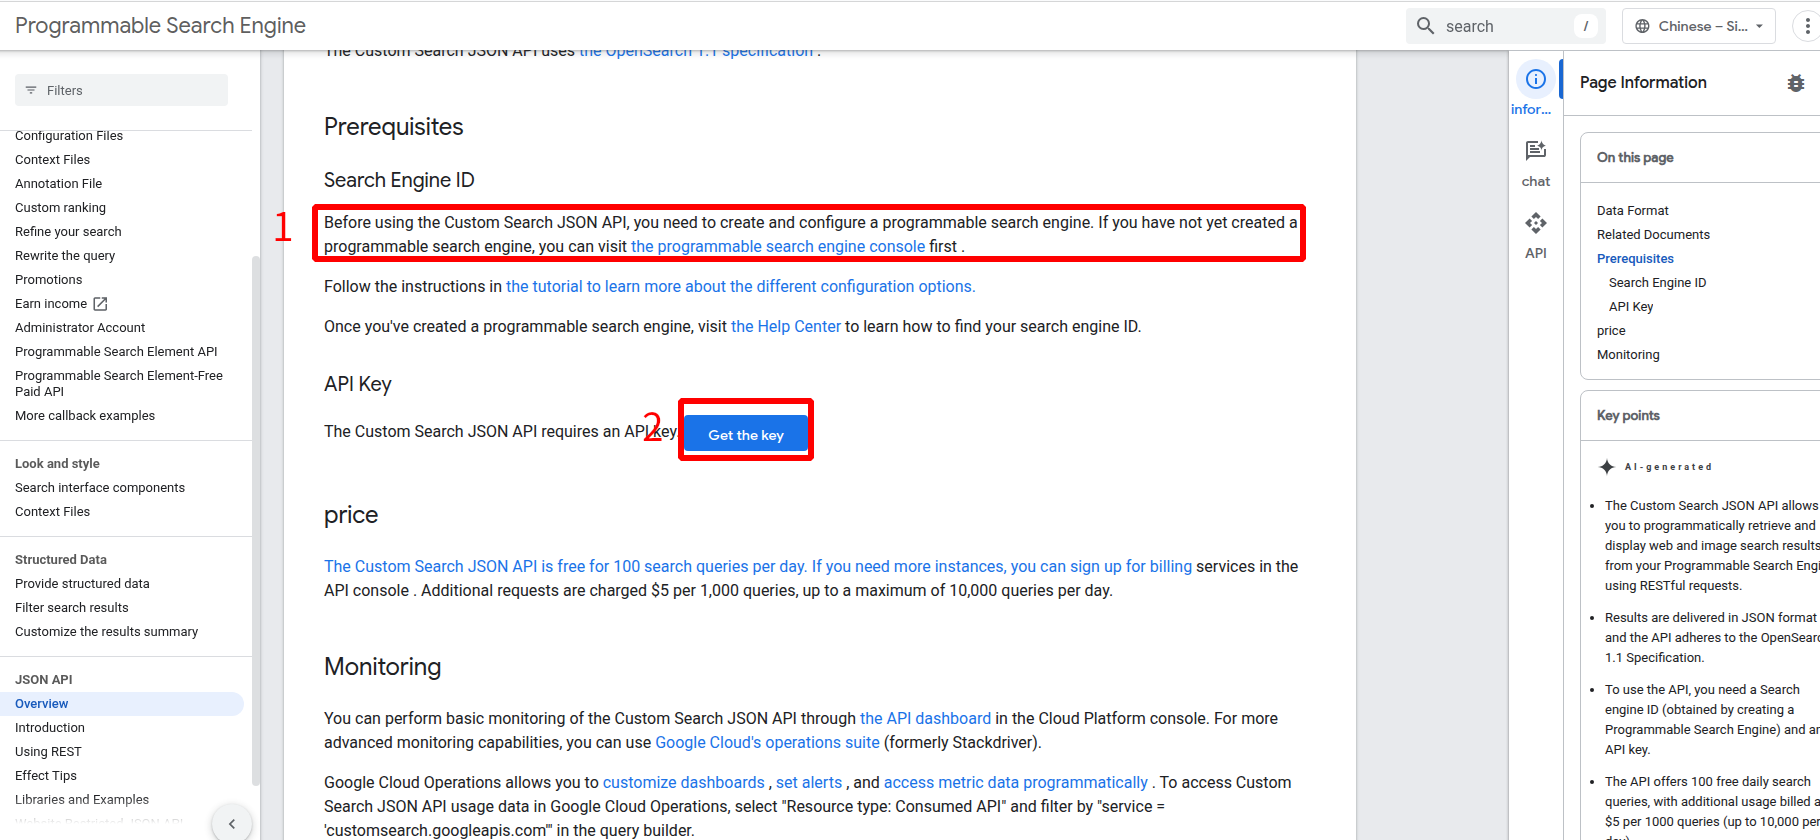 Programmable Search Engine
search
/
Chinese – Si...
The Custom Search JSON API uses the OpenSearch 1.1 specification .
Filters
Configuration Files
Context Files
Annotation File
Custom ranking
Refine your search
Rewrite the query
Promotions
Earn income
Administrator Account
Programmable Search Element API
Programmable Search Element-Free
Paid API
More callback examples
Look and style
Search interface components
Context Files
Structured Data
Provide structured data
Filter search results
Customize the results summary
JSON API
Overview
Introduction
Using REST
Effect Tips
Libraries and Examples
Website Restricted JSON API
Prerequisites
Search Engine ID
1
Before using the Custom Search JSON API, you need to create and configure a programmable search engine. If you have not yet created a
programmable search engine, you can visit the programmable search engine console first .
Follow the instructions in the tutorial to learn more about the different configuration options.
Once you've created a programmable search engine, visit the Help Center to learn how to find your search engine ID.
API Key
The Custom Search JSON API requires an API key.
2
Get the key
price
The Custom Search JSON API is free for 100 search queries per day. If you need more instances, you can sign up for billing services in the
API console . Additional requests are charged $5 per 1,000 queries, up to a maximum of 10,000 queries per day.
Monitoring
You can perform basic monitoring of the Custom Search JSON API through the API dashboard in the Cloud Platform console. For more
advanced monitoring capabilities, you can use Google Cloud's operations suite (formerly Stackdriver).
Google Cloud Operations allows you to customize dashboards , set alerts , and access metric data programmatically . To access Custom
Search JSON API usage data in Google Cloud Operations, select "Resource type: Consumed API" and filter by "service =
'customsearch.googleapis.com'" in the query builder.
infor...
chat
API
Page Information
On this page
Data Format
Related Documents
Prerequisites
Search Engine ID
API Key
price
Monitoring
Key points
AI-generated
The Custom Search JSON API allows
you to programmatically retrieve and
display web and image search results
from your Programmable Search Engi
using RESTful requests.
Results are delivered in JSON format
and the API adheres to the OpenSearc
1.1 Specification.
To use the API, you need a Search
engine ID (obtained by creating a
Programmable Search Engine) and an
API key.
The API offers 100 free daily search
queries, with additional usage billed a
$5 per 1000 queries (up to 10,000 per